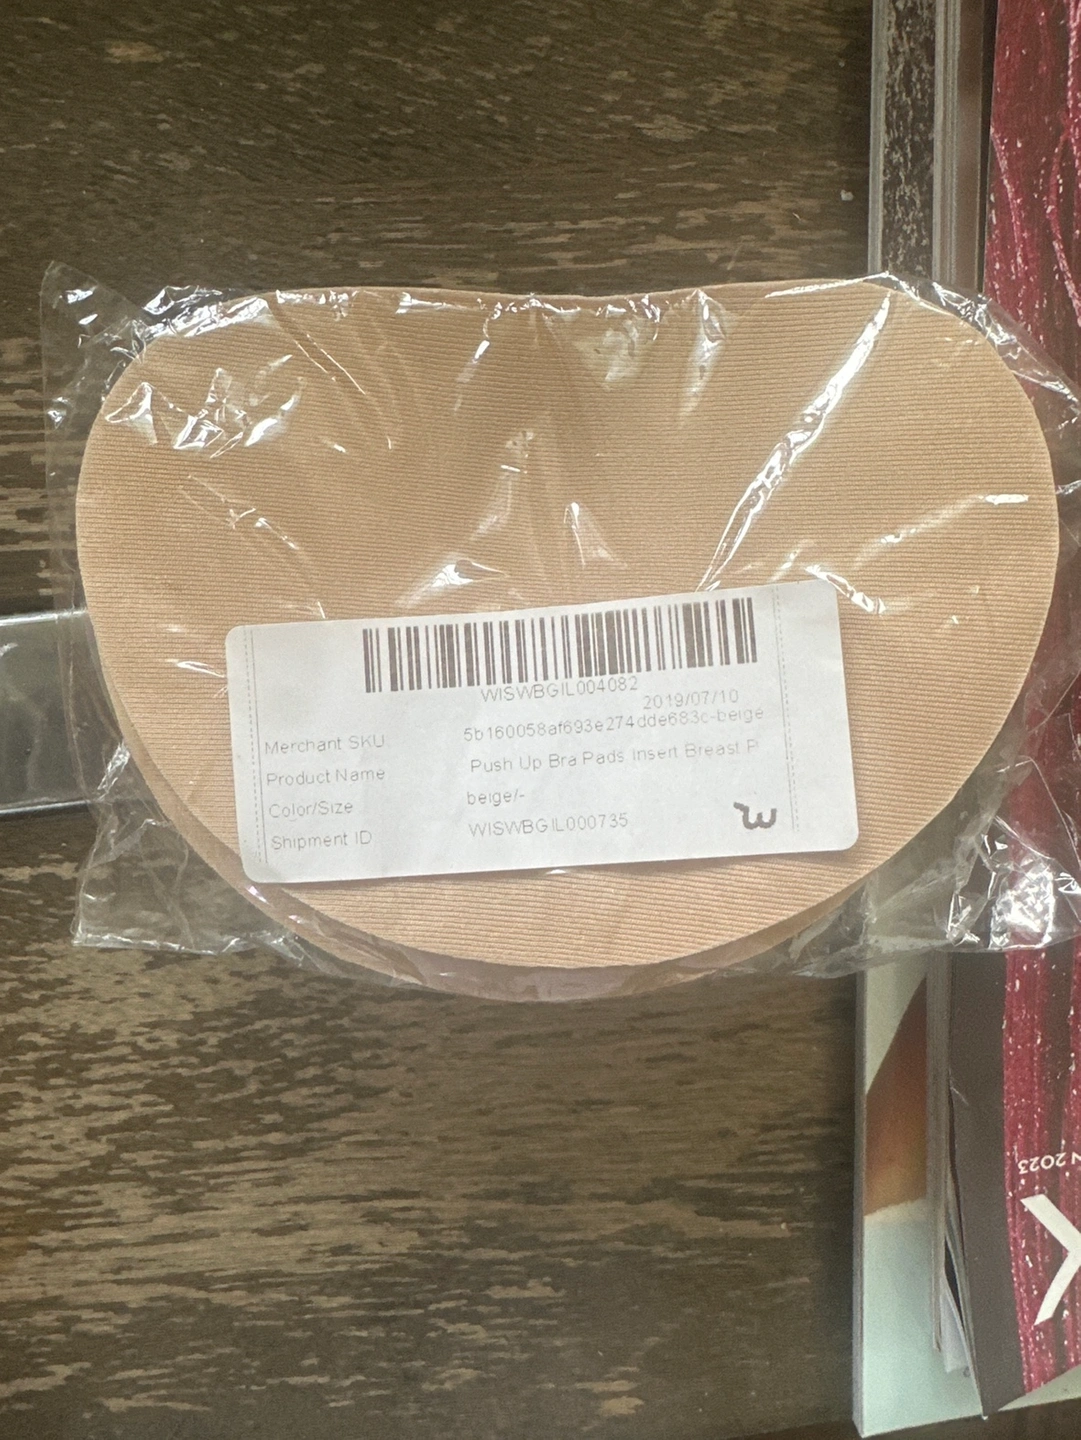 WISWBGIL004082
2019/07/10
Merchant SKU 5b160058af693e274dde683c-beige
Product Name Push Up Bra Pads Insert Breast P
Color/Size beige/-
Shipment ID WISWBGIL000735
2023
X